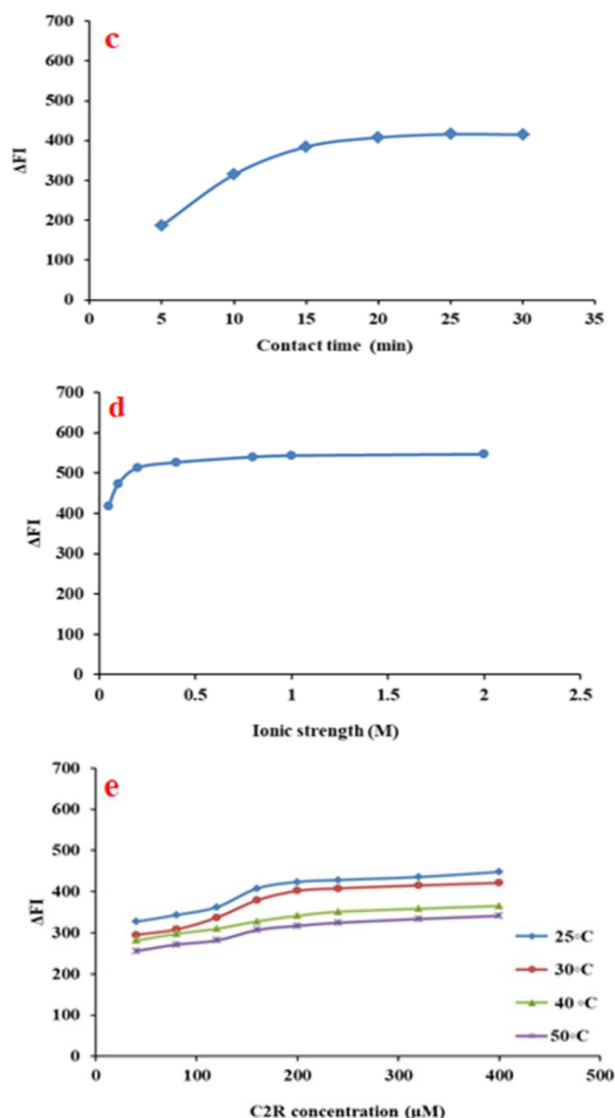 c
700
600
500
400
300
200
100
0
ΔFI
0 5 10 15 20 25 30 35
Contact time (min)
d
700
600
500
400
300
200
100
0
ΔFI
0 0.5 1 1.5 2 2.5
Ionic strength (M)
e
700
600
500
400
300
200
100
0
ΔFI
25◦C
30◦C
40 ◦C
50◦C
0 100 200 300 400 500
C2R concentration (µM)